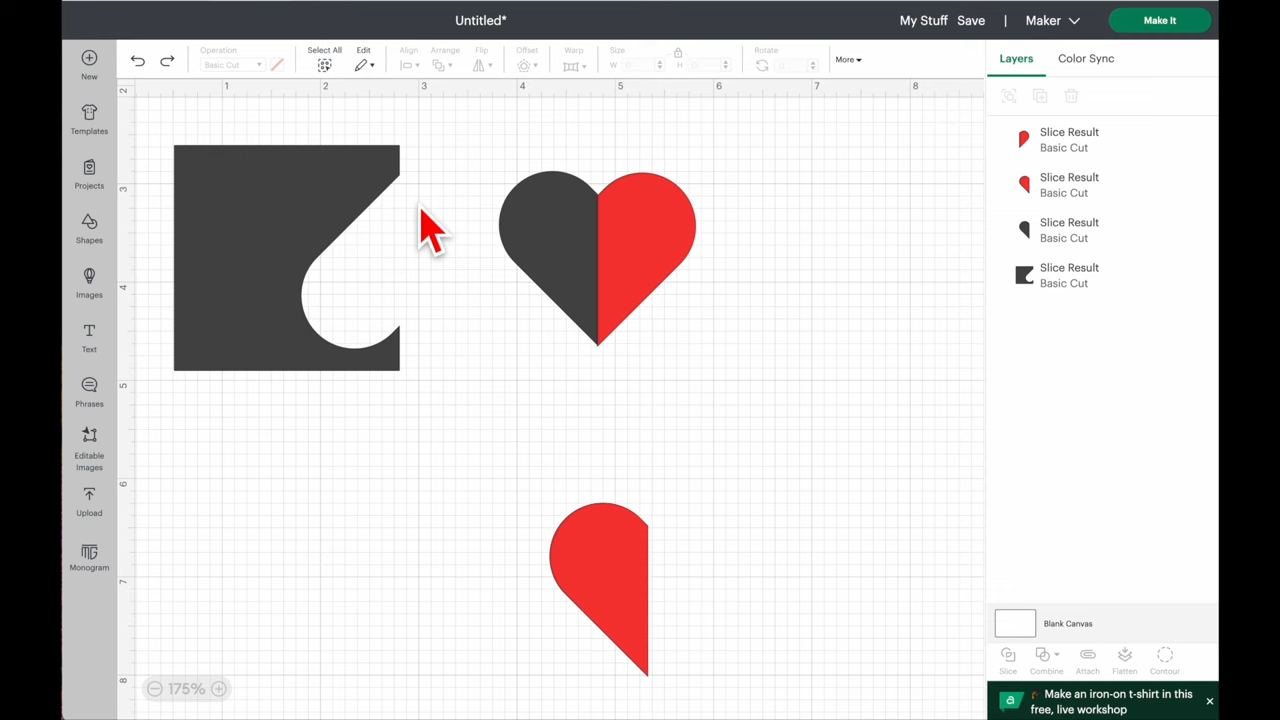 Untitled*
My Stuff Save | Maker Make It
Operation Select All Edit Align Arrange Flip Offset Warp Size Rotate
Basic Cut W 0 H 0 0 More
Layers Color Sync
1 2 3 4 5 6 7 8
2
3
4
5
6
7
8
New
Templates
Projects
Shapes
Images
Text
Phrases
Editable
Images
Upload
Monogram
175%
Slice Result
Basic Cut
Slice Result
Basic Cut
Slice Result
Basic Cut
Slice Result
Basic Cut
Blank Canvas
Slice Combine Attach Flatten Contour
a
Make an iron-on t-shirt in this
free, live workshop